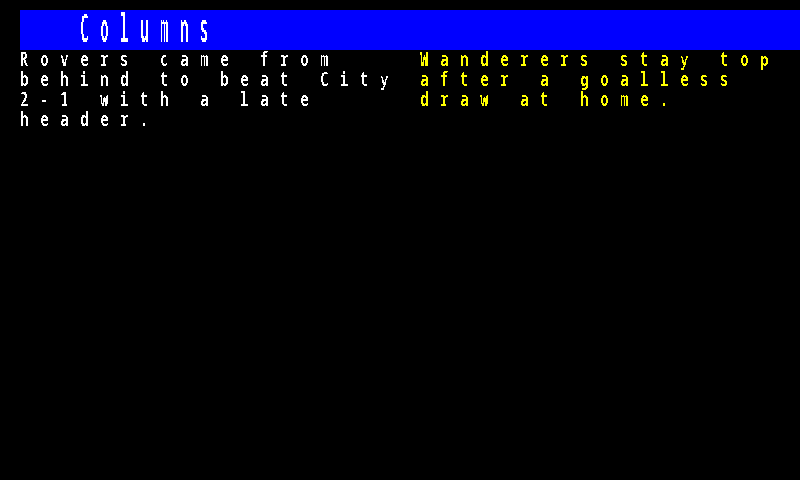 Columns
Rovers came from
behind to beat City
2-1 with a late
header.
Wanderers stay top
after a goalless
draw at home.